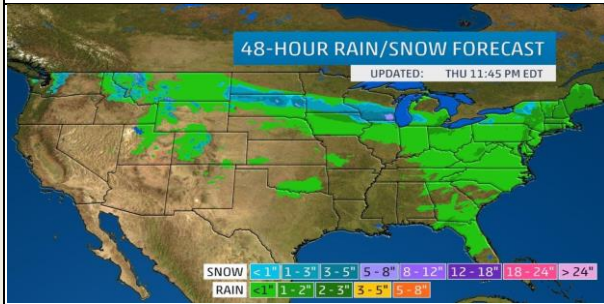 48-HOUR RAIN/SNOW FORECAST
UPDATED: THU 11:45 PM EDT
SNOW <1" 1 - 3" 3 - 5" 5 - 8" 8 - 12" 12 - 18" 18 - 24" > 24"
RAIN <1" 1 - 2" 2 - 3" 3 - 5" 5 - 8"